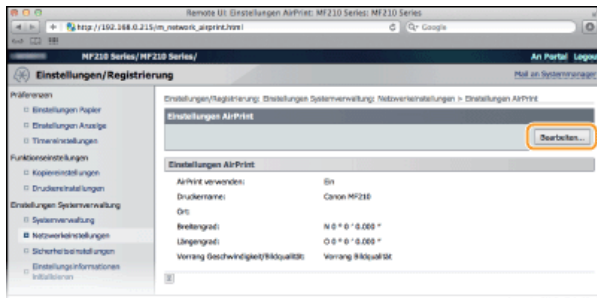 Remote UI: Einstellungen AirPrint: MF210 Series: MF210 Series
http://192.168.0.215/m_network_airprint.html
Google
MF210 Series/MF210 Series/
An Portal Logou
Einstellungen/Registrierung
Mail an Systemmanager
Präferenzen
Einstellungen Papier
Einstellungen Anzeige
Timereinstellungen
Funktionseinstellungen
Kopiereinstellungen
Druckereinstellungen
Einstellungen Systemverwaltung
Systemverwaltung
Netzwerkeinstellungen
Sicherheitseinstellungen
Einstellungsinformationen
initialisieren
Einstellungen/Registrierung: Einstellungen Systemverwaltung: Netzwerkeinstellungen > Einstellungen AirPrint
Einstellungen AirPrint
Bearbeiten...
Einstellungen AirPrint
AirPrint verwenden: Ein
Druckername: Canon MF210
Ort:
Breitengrad: N 0 ° 0 ' 0.000 "
Längengrad: O 0 ° 0 ' 0.000 "
Vorrang Geschwindigkeit/Bildqualität: Vorrang Bildqualität